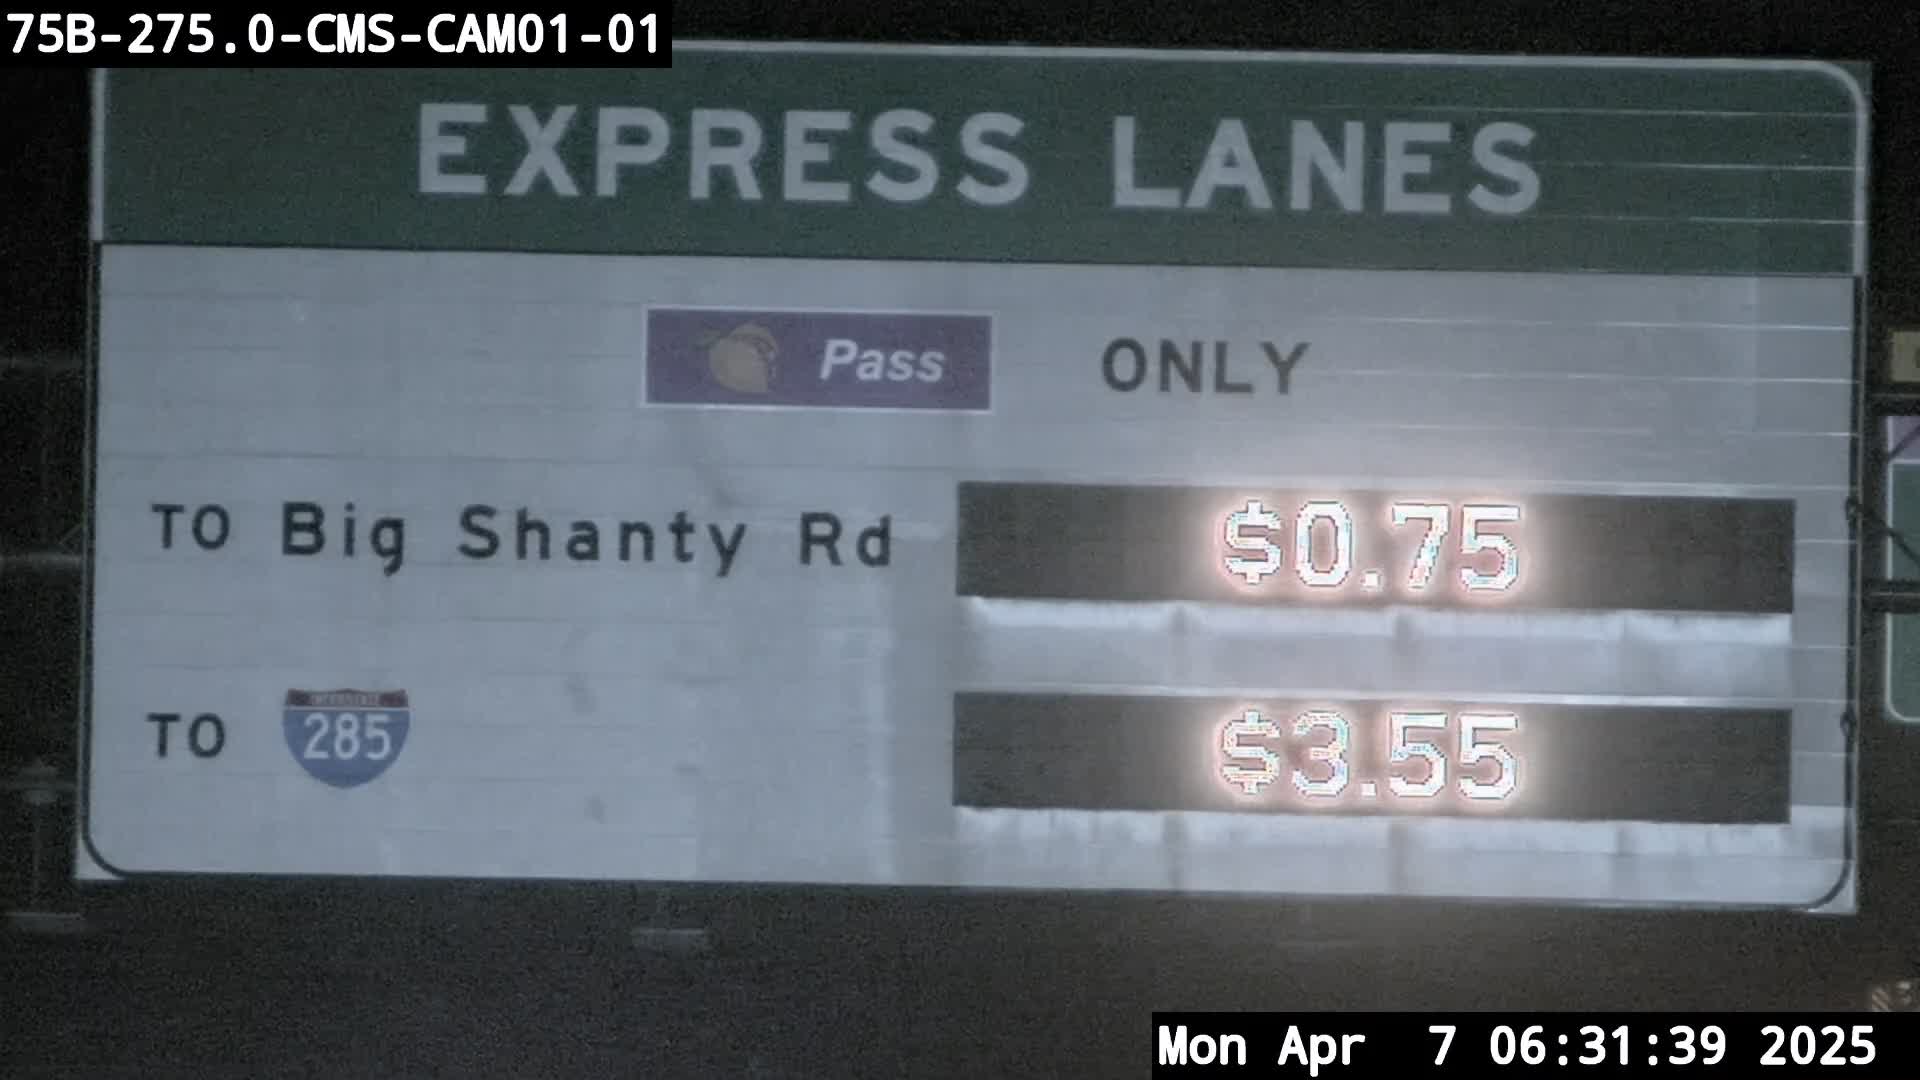 75B-275.0-CMS-CAM01-01
EXPRESS LANES
Pass ONLY
TO Big Shanty Rd $0.75
TO 285 $3.55
Mon Apr 7 06:31:39 2025